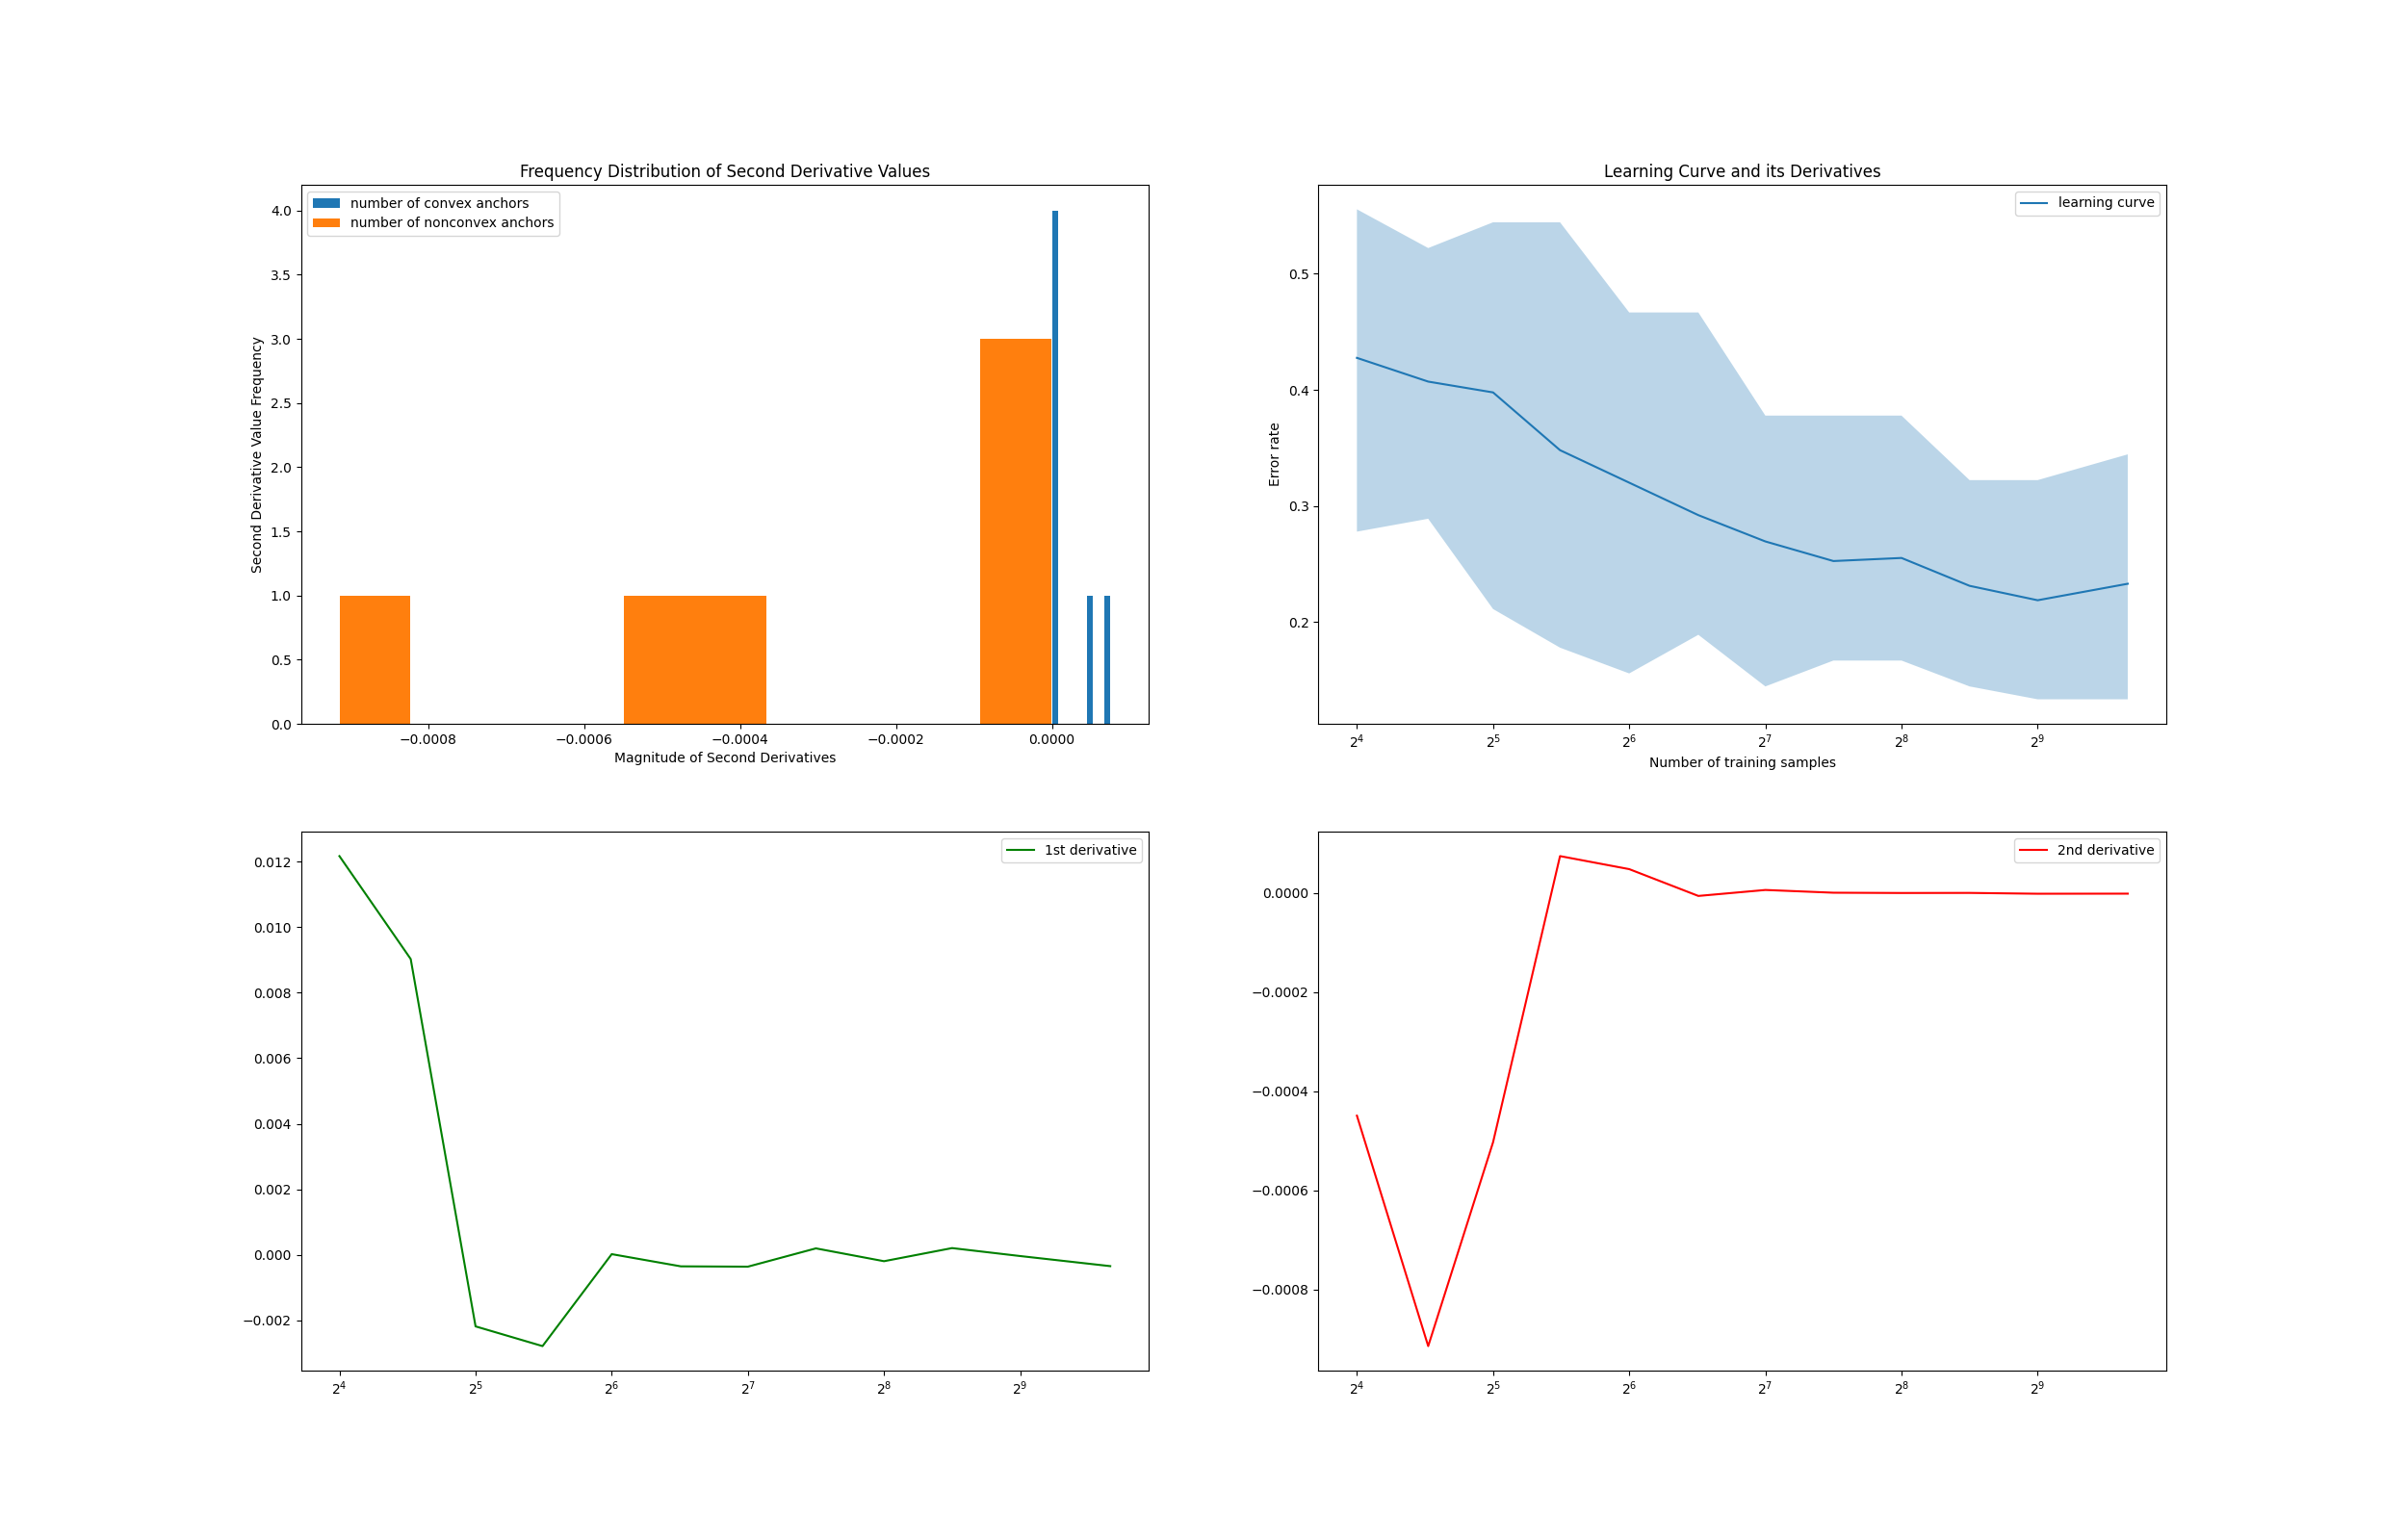 Frequency Distribution of Second Derivative Values
number of convex anchors
number of nonconvex anchors
4.0
3.5
3.0
2.5
2.0
1.5
1.0
0.5
0.0
Second Derivative Value Frequency
−0.0008 −0.0006 −0.0004 −0.0002 0.0000
Magnitude of Second Derivatives
Learning Curve and its Derivatives
learning curve
0.5
0.4
0.3
0.2
Error rate
2⁴ 2⁵ 2⁶ 2⁷ 2⁸ 2⁹
Number of training samples
1st derivative
0.012
0.010
0.008
0.006
0.004
0.002
0.000
−0.002
2⁴ 2⁵ 2⁶ 2⁷ 2⁸ 2⁹
2nd derivative
0.0000
−0.0002
−0.0004
−0.0006
−0.0008
2⁴ 2⁵ 2⁶ 2⁷ 2⁸ 2⁹